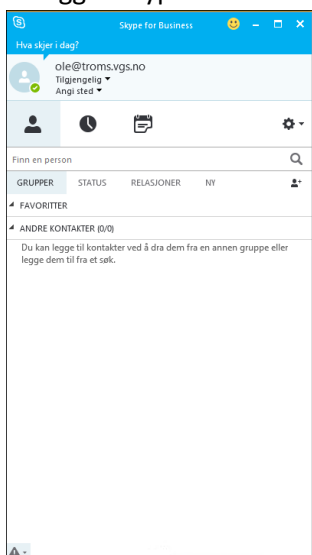 Skype for Business
Hva skjer i dag?
ole@troms.vgs.no
Tilgjengelig
Angi sted
Finn en person
GRUPPER STATUS RELASJONER NY
FAVORITTER
ANDRE KONTAKTER (0/0)
Du kan legge til kontakter ved å dra dem fra en annen gruppe eller
legge dem til fra et søk.